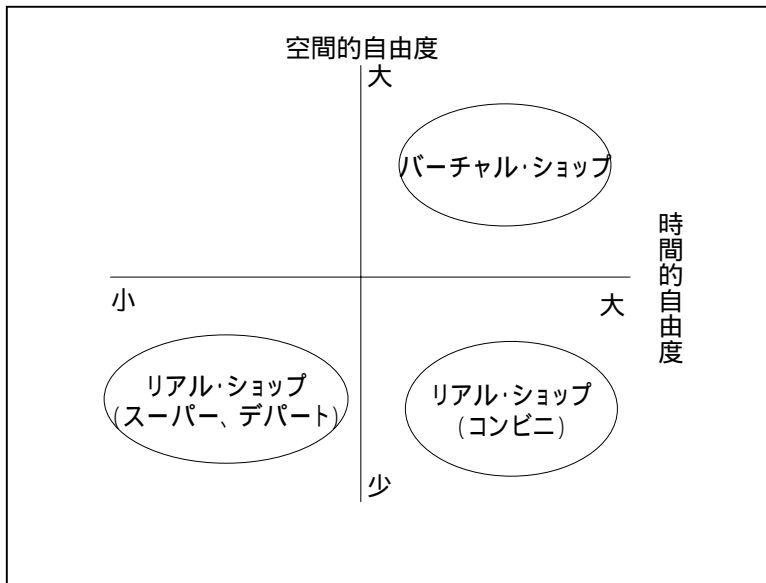 空間的自由度
大
バーチャル・ショップ
時間的自由度
小
大
リアル・ショップ
(スーパー、デパート)
リアル・ショップ
(コンビニ)
少